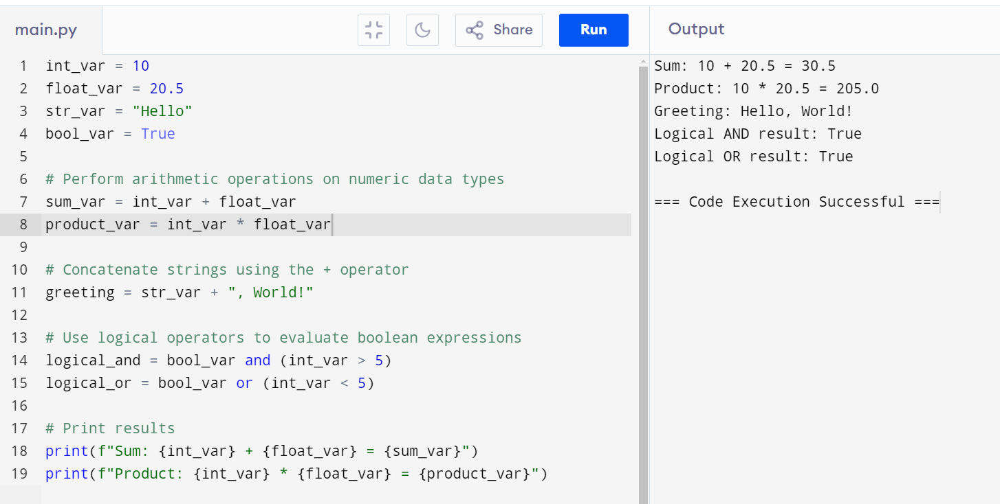 main.py
Share
Run
Output
1 int_var = 10
2 float_var = 20.5
3 str_var = "Hello"
4 bool_var = True
5
6 # Perform arithmetic operations on numeric data types
7 sum_var = int_var + float_var
8 product_var = int_var * float_var
9
10 # Concatenate strings using the + operator
11 greeting = str_var + ", World!"
12
13 # Use logical operators to evaluate boolean expressions
14 logical_and = bool_var and (int_var > 5)
15 logical_or = bool_var or (int_var < 5)
16
17 # Print results
18 print(f"Sum: {int_var} + {float_var} = {sum_var}")
19 print(f"Product: {int_var} * {float_var} = {product_var}")
Sum: 10 + 20.5 = 30.5
Product: 10 * 20.5 = 205.0
Greeting: Hello, World!
Logical AND result: True
Logical OR result: True
=== Code Execution Successful ===